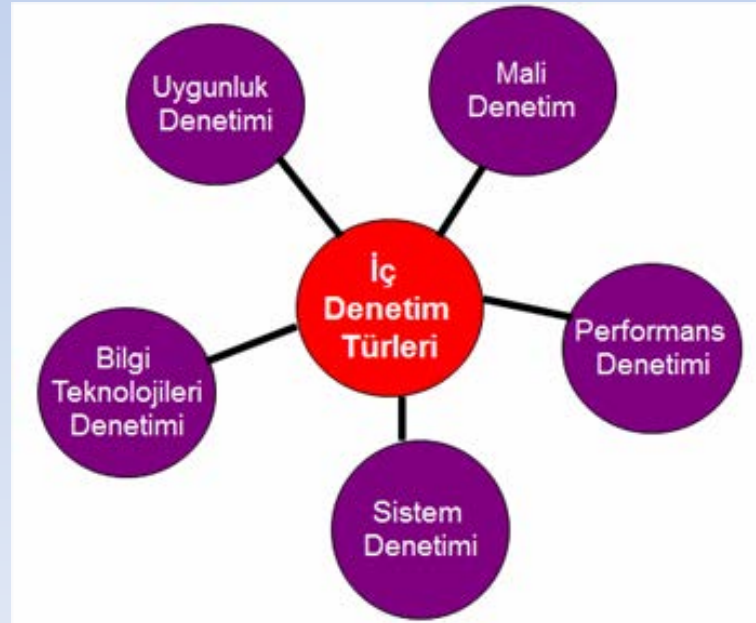 Uygunluk
Denetimi
Mali
Denetim
İç
Denetim
Türleri
Performans
Denetimi
Bilgi
Teknolojileri
Denetimi
Sistem
Denetimi